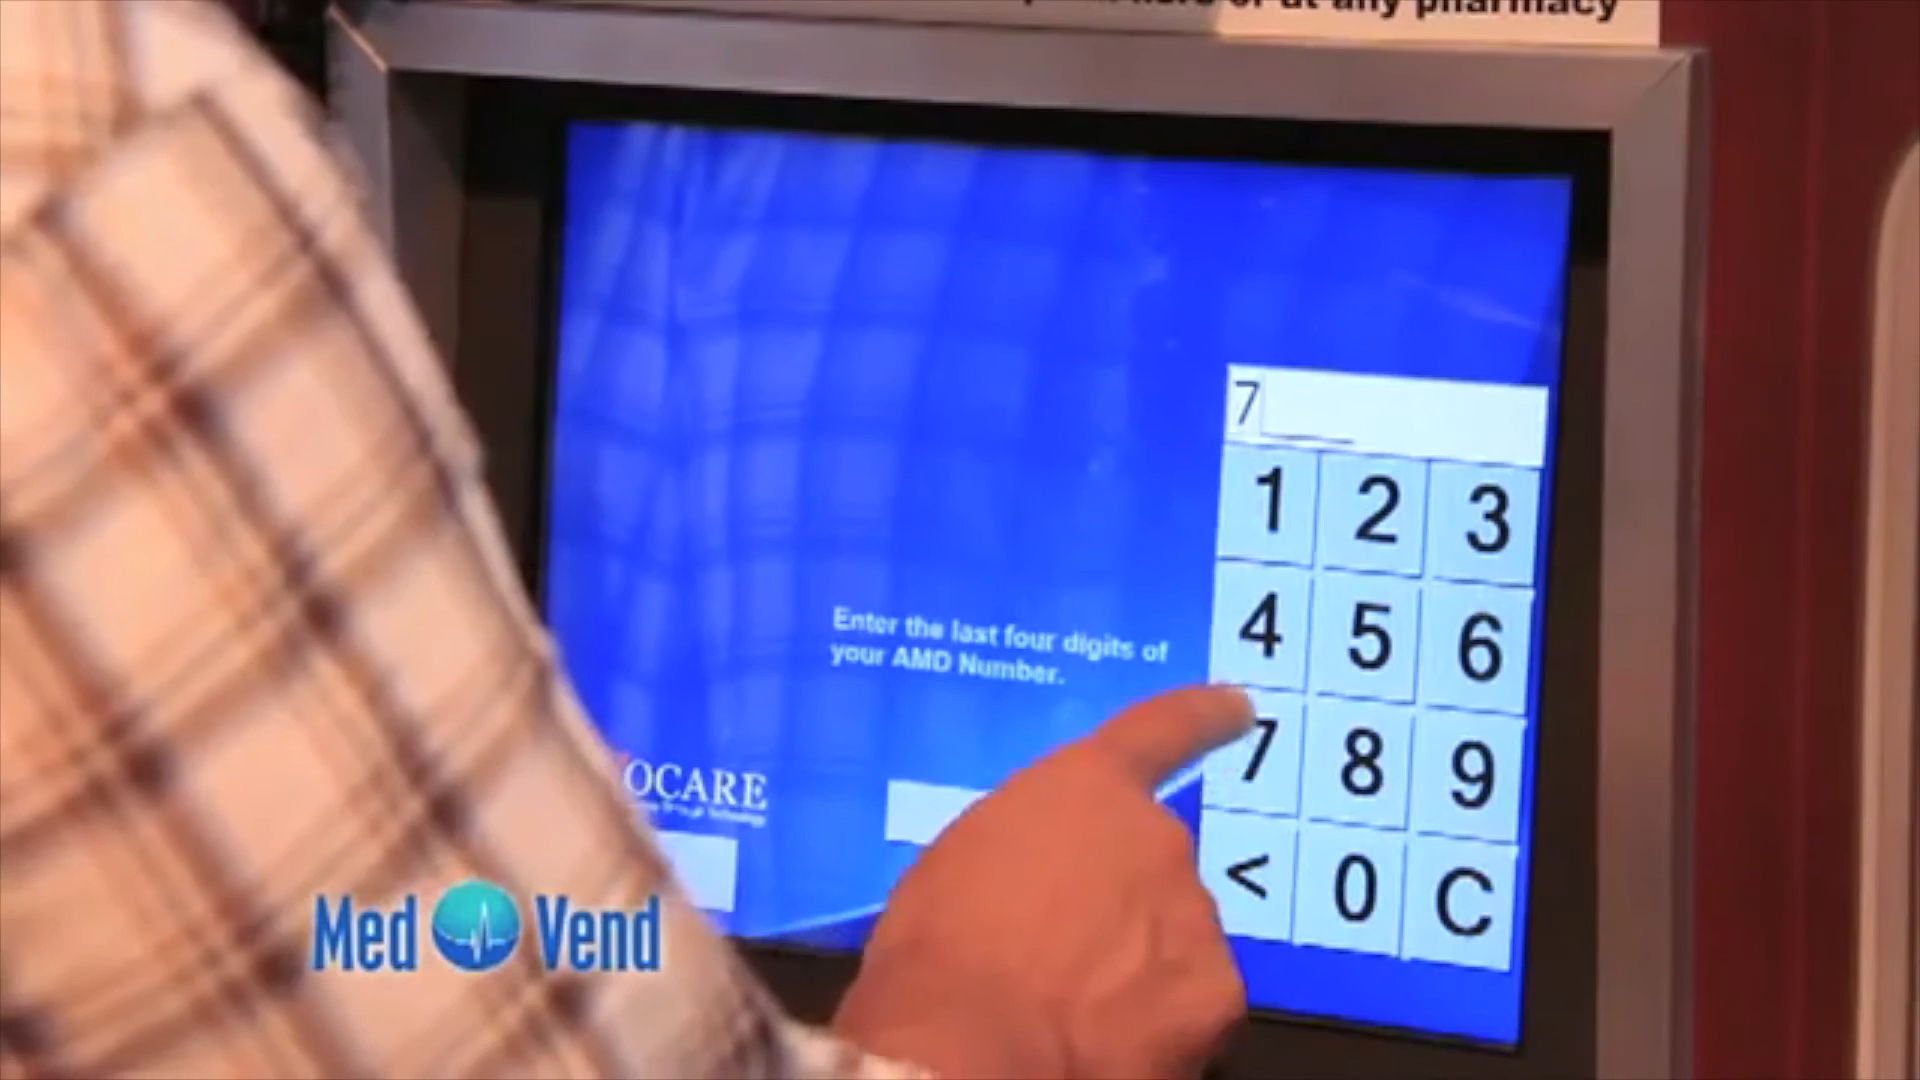 or at any pharmacy
7
1 2 3
4 5 6
Enter the last four digits of
your AMD Number.
7 8 9
OCARE
Technology
< 0 C
Med Vend